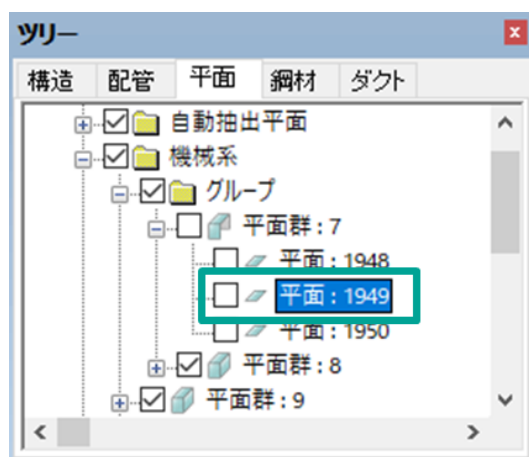 ツリー
構造 配管 平面 鋼材 ダクト
自動抽出平面
機械系
グループ
平面群:7
平面:1948
平面:1949
平面:1950
平面群:8
平面群:9